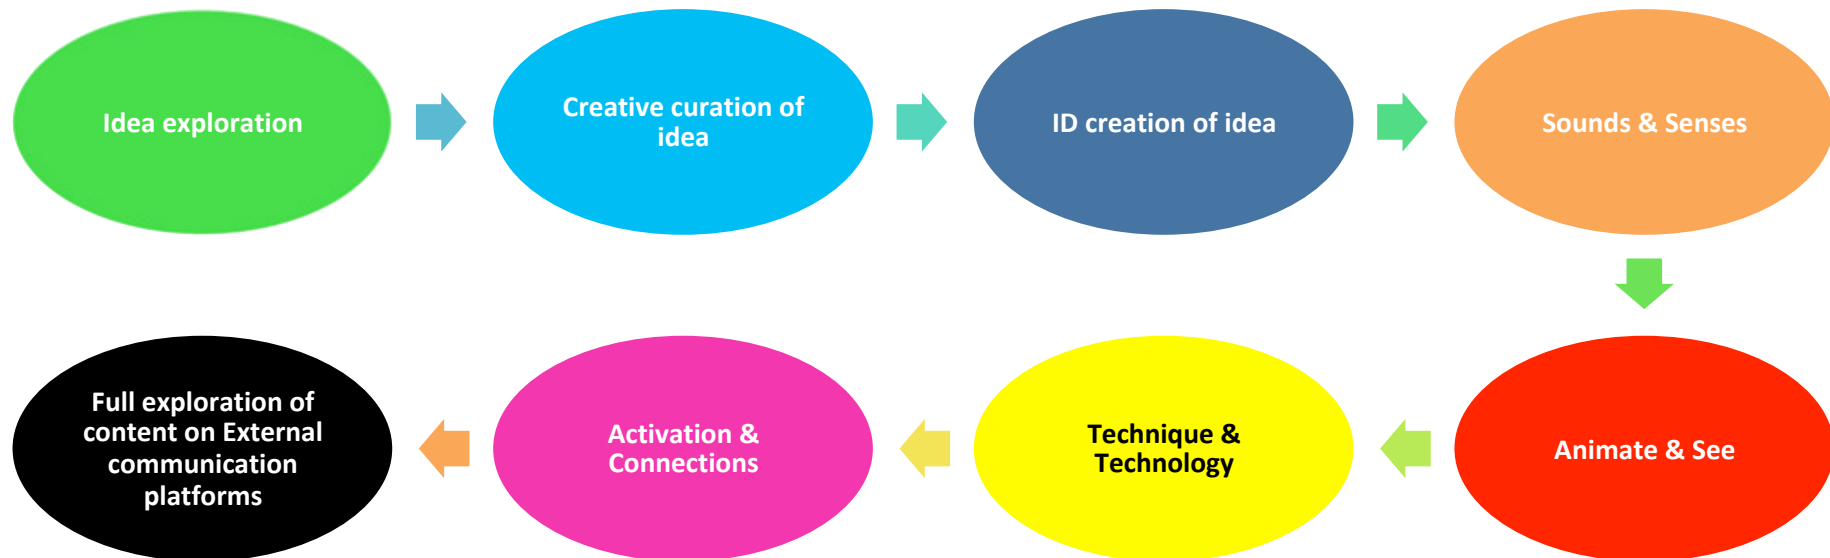 Idea exploration
Creative curation of
idea
ID creation of idea
Sounds & Senses
Animate & See
Technique &
Technology
Activation &
Connections
Full exploration of
content on External
communication
platforms